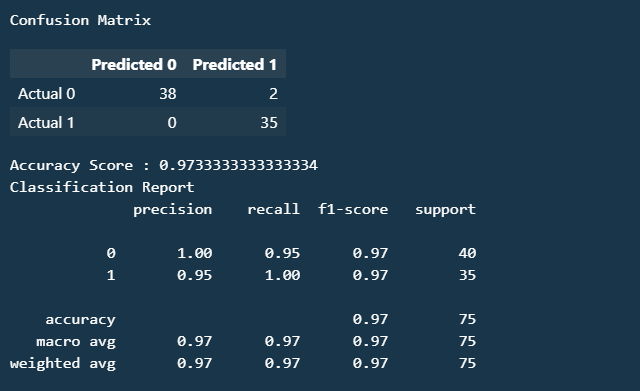 Confusion Matrix
Predicted 0 Predicted 1
Actual 0 38 2
Actual 1 0 35
Accuracy Score : 0.9733333333333334
Classification Report
precision recall f1-score support
0 1.00 0.95 0.97 40
1 0.95 1.00 0.97 35
accuracy 0.97 75
macro avg 0.97 0.97 0.97 75
weighted avg 0.97 0.97 0.97 75